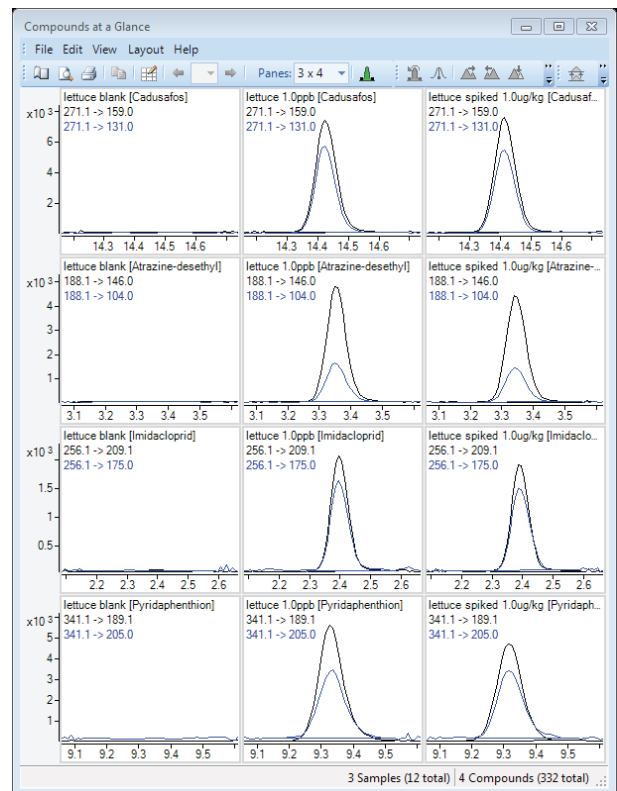 Compounds at a Glance
File Edit View Layout Help
Panes: 3 x 4
lettuce blank [Cadusafos]
271.1 -> 159.0
271.1 -> 131.0
lettuce 1.0ppb [Cadusafos]
271.1 -> 159.0
271.1 -> 131.0
lettuce spiked 1.0ug/kg [Cadusaf...
271.1 -> 159.0
271.1 -> 131.0
x10 3
6
4
2
14.3 14.4 14.5 14.6
14.3 14.4 14.5 14.6
14.3 14.4 14.5 14.6
lettuce blank [Atrazine-desethyl]
188.1 -> 146.0
188.1 -> 104.0
lettuce 1.0ppb [Atrazine-desethyl]
188.1 -> 146.0
188.1 -> 104.0
lettuce spiked 1.0ug/kg [Atrazine-...
188.1 -> 146.0
188.1 -> 104.0
x10 3
4
3
2
1
3.1 3.2 3.3 3.4 3.5
3.1 3.2 3.3 3.4 3.5
3.1 3.2 3.3 3.4 3.5
lettuce blank [Imidacloprid]
256.1 -> 209.1
256.1 -> 175.0
lettuce 1.0ppb [Imidacloprid]
256.1 -> 209.1
256.1 -> 175.0
lettuce spiked 1.0ug/kg [Imidaclo...
256.1 -> 209.1
256.1 -> 175.0
x10 3
1.5
1
0.5
2.2 2.3 2.4 2.5 2.6
2.2 2.3 2.4 2.5 2.6
2.2 2.3 2.4 2.5 2.6
lettuce blank [Pyridaphenthion]
341.1 -> 189.1
341.1 -> 205.0
lettuce 1.0ppb [Pyridaphenthion]
341.1 -> 189.1
341.1 -> 205.0
lettuce spiked 1.0ug/kg [Pyridaph...
341.1 -> 189.1
341.1 -> 205.0
x10 3
5
4
3
2
1
9.1 9.2 9.3 9.4 9.5
9.1 9.2 9.3 9.4 9.5
9.1 9.2 9.3 9.4 9.5
3 Samples (12 total) 4 Compounds (332 total)